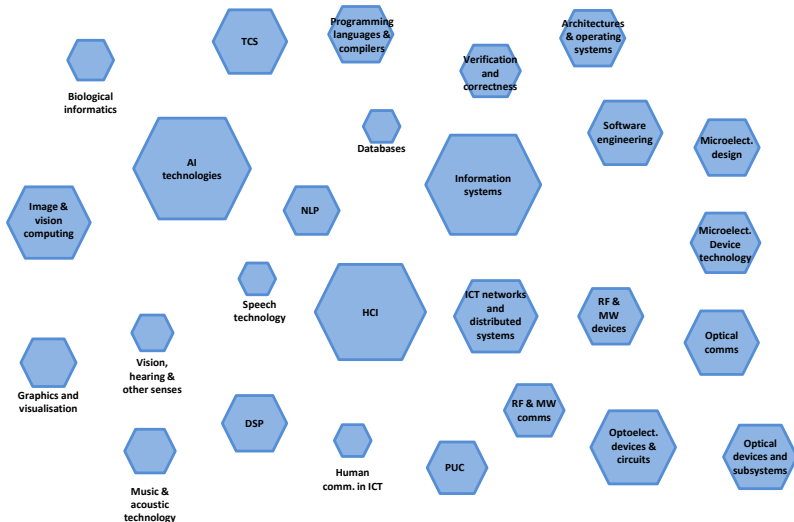 TCS
Programming
languages &
compilers
Architectures
& operating
systems
Biological
informatics
Verification
and
correctness
AI
technologies
Databases
Software
engineering
Microelect.
design
Information
systems
Image &
vision
computing
NLP
Microelect.
Device
technology
Speech
technology
HCI
ICT networks
and
distributed
systems
RF &
MW
devices
Optical
comms
Vision,
hearing &
other senses
Graphics and
visualisation
DSP
RF & MW
comms
Human
comm. in ICT
PUC
Optoelect.
devices &
circuits
Optical
devices and
subsystems
Music &
acoustic
technology